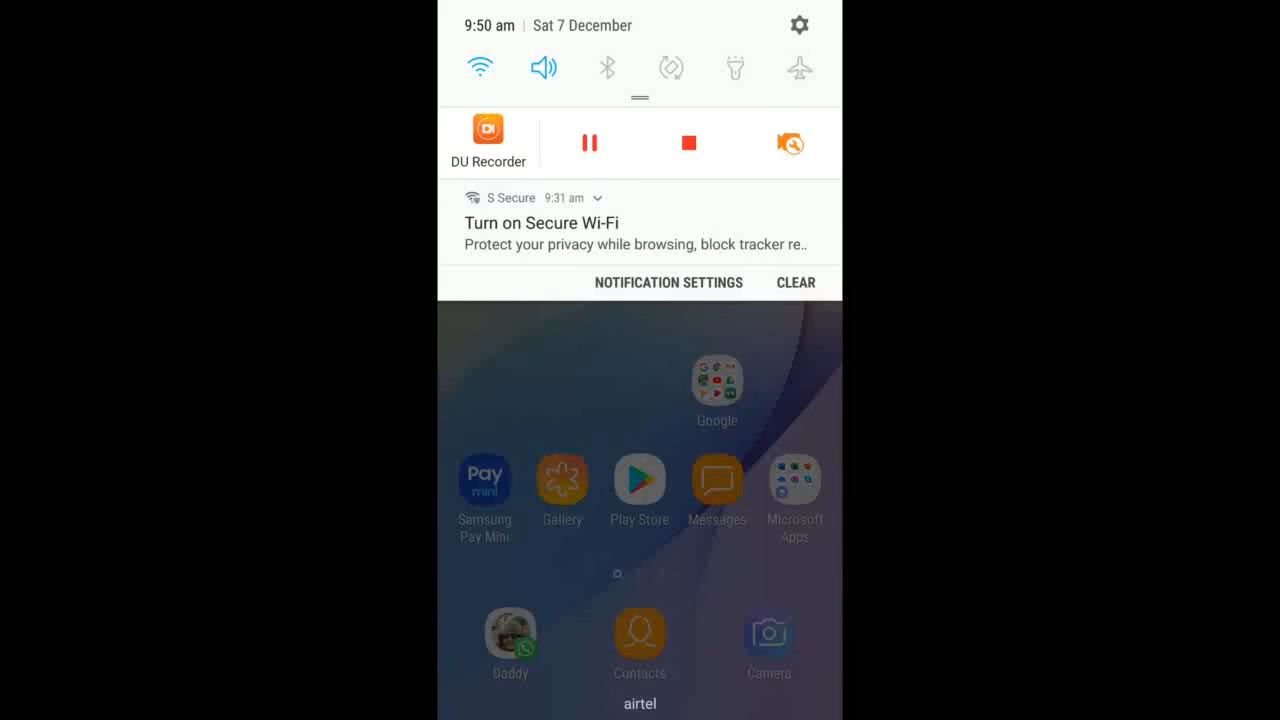 9:50 am | Sat 7 December
DU Recorder
S Secure 9:31 am
Turn on Secure Wi-Fi
Protect your privacy while browsing, block tracker re..
NOTIFICATION SETTINGS CLEAR
Google
Pay
mini
Samsung
Pay Mini
Gallery
Play Store
Messages
Microsoft
Apps
Daddy
Contacts
Camera
airtel